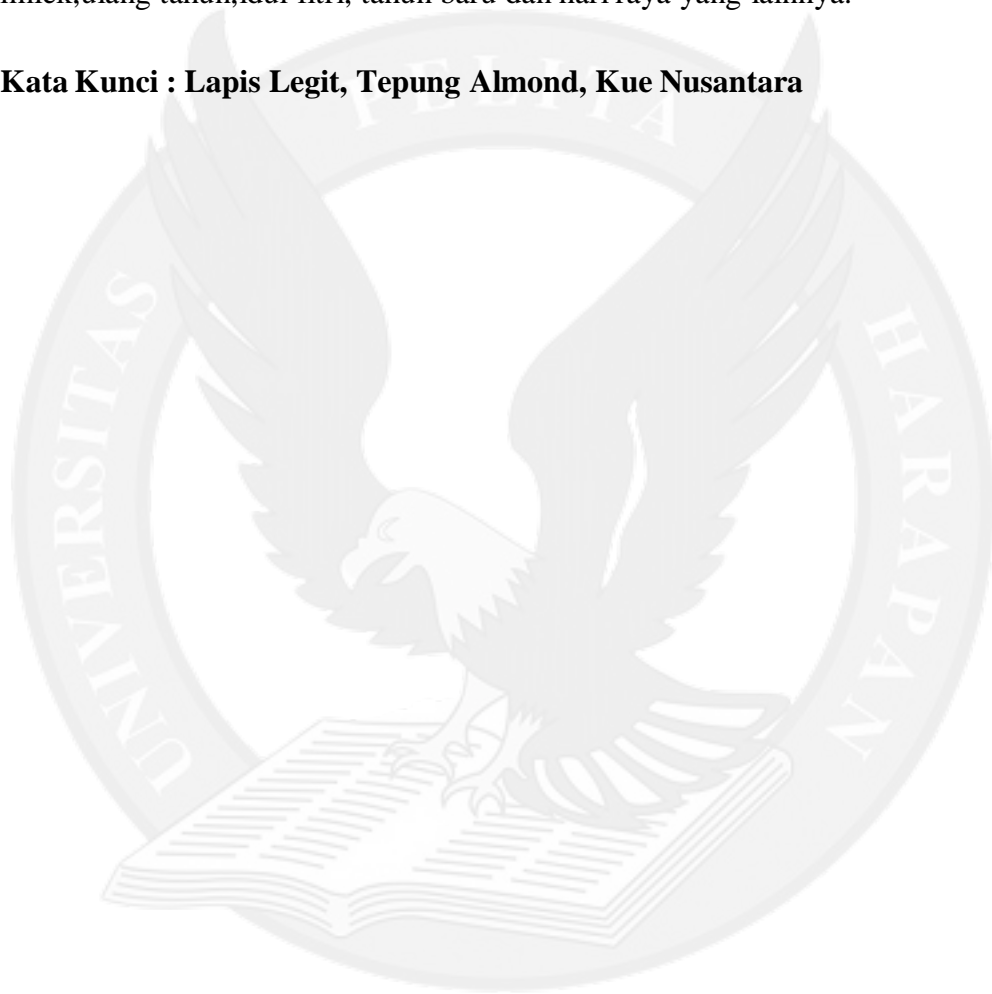 imlek,ulang tahun,idul fitri, tahun baru dan hari raya yang lainnya.
Kata Kunci : Lapis Legit, Tepung Almond, Kue Nusantara
UNIVERSITAS PELITA HARAPAN